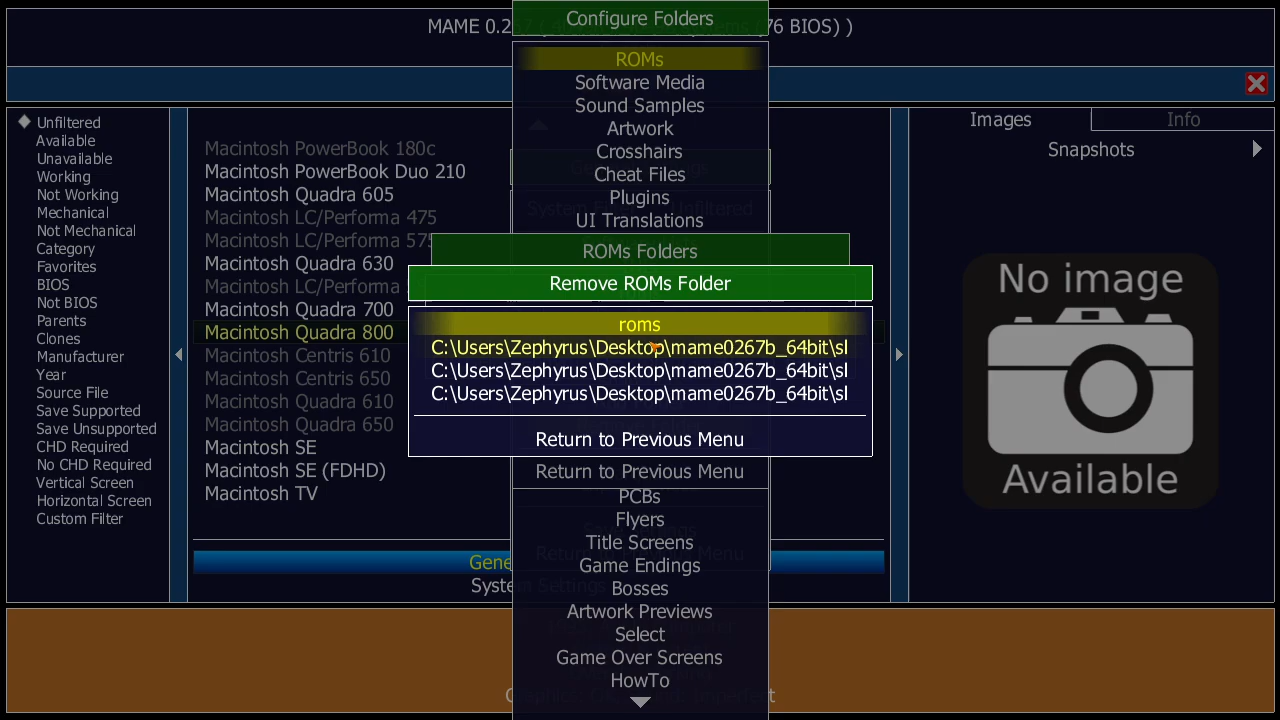 Configure Folders
MAME 0.2
76 BIOS) )
ROMs
Software Media
Sound Samples
Artwork
Crosshairs
Cheat Files
Plugins
UI Translations
ROMs Folders
Remove ROMs Folder
roms
C:\Users\Zephyrus\Desktop\mame0267b_64bit\sl
C:\Users\Zephyrus\Desktop\mame0267b_64bit\sl
C:\Users\Zephyrus\Desktop\mame0267b_64bit\sl
Return to Previous Menu
Return to Previous Menu
PCBs
Flyers
Title Screens
Game Endings
Bosses
Artwork Previews
Select
Game Over Screens
HowTo
Unfiltered
Available
Unavailable
Working
Not Working
Mechanical
Not Mechanical
Category
Favorites
BIOS
Not BIOS
Parents
Clones
Manufacturer
Year
Source File
Save Supported
Save Unsupported
CHD Required
No CHD Required
Vertical Screen
Horizontal Screen
Custom Filter
Macintosh PowerBook 180c
Macintosh PowerBook Duo 210
Macintosh Quadra 605
Macintosh LC/Performa 475
Macintosh LC/Performa 575
Macintosh Quadra 630
Macintosh LC/Performa
Macintosh Quadra 700
Macintosh Quadra 800
Macintosh Centris 610
Macintosh Centris 650
Macintosh Quadra 610
Macintosh Quadra 650
Macintosh SE
Macintosh SE (FDHD)
Macintosh TV
Gene
System Settings
Images
Info
Snapshots
No image
Available